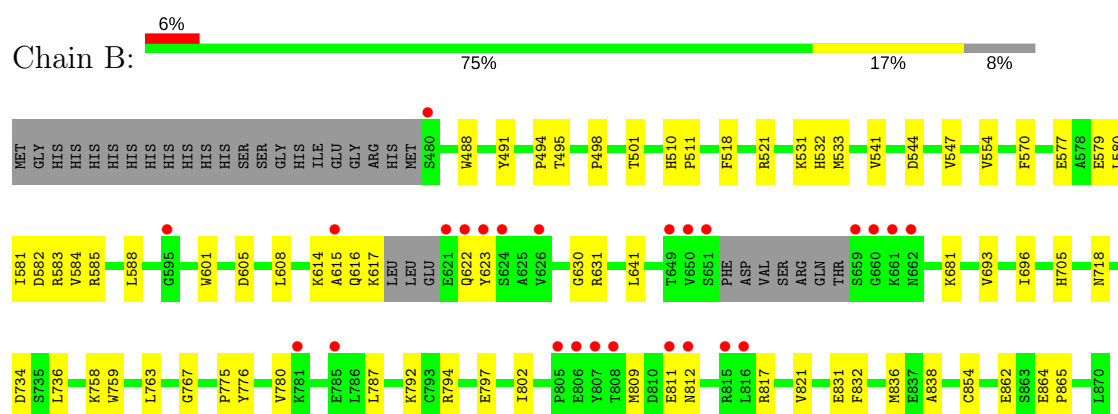 6%
Chain B:
75% 17% 8%
MET GLY HIS HIS HIS HIS HIS HIS HIS HIS HIS HIS SER SER GLY HIS ILE GLU GLY ARG HIS MET S480 W488 Y491 P494 T495 P498 T501 H510 P511 F518 R521 K531 H532 M533 V541 D544 V547 V554 F570 E577 A578 E579 L580
I581 D582 R583 V584 R585 L588 G595 W601 D605 L608 K614 A615 Q616 K617 LEU LEU GLU E621 Q622 Y623 S624 A625 V626 G630 R631 L641 T649 V650 S651 PHE ASP VAL SER ARG GLN THR S659 G660 K661 N662 K681 V693 I696 H705 N718
D734 S735 L736 K758 W759 L763 G767 P775 Y776 V780 K781 E785 L786 L787 K792 C793 R794 E797 I802 P805 E806 Y807 T808 M809 D810 E811 N812 R815 L816 R817 V821 E831 F832 M836 E837 A838 C854 E862 S863 E864 P865 L870